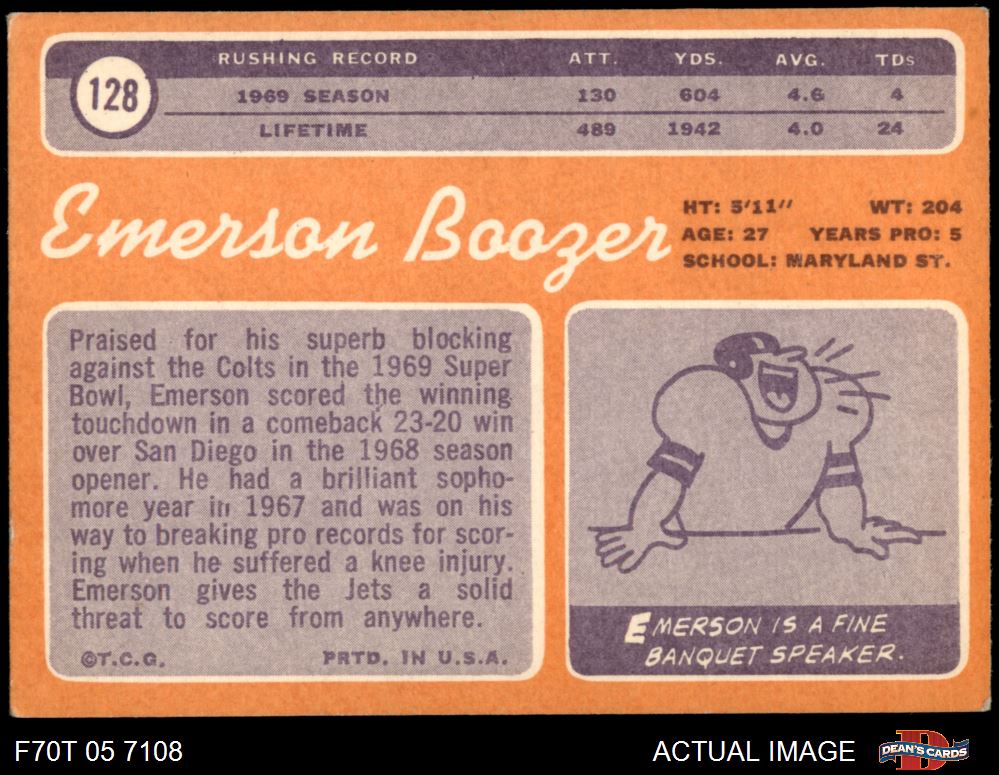 RUSHING RECORD ATT. YDS. AVG. TDs
128
1969 SEASON 130 604 4.6 4
LIFETIME 489 1942 4.0 24
Emerson Boozer
HT: 5'11" WT: 204
AGE: 27 YEARS PRO: 5
SCHOOL: MARYLAND ST.
Praised for his superb blocking
against the Colts in the 1969 Super
Bowl, Emerson scored the winning
touchdown in a comeback 23-20 win
over San Diego in the 1968 season
opener. He had a brilliant sopho-
more year in 1967 and was on his
way to breaking pro records for scor-
ing when he suffered a knee injury.
Emerson gives the Jets a solid
threat to score from anywhere.
©T.C.G. PRTD. IN U.S.A.
EMERSON IS A FINE
BANQUET SPEAKER.
F70T 05 7108 ACTUAL IMAGE DEAN'S CARDS